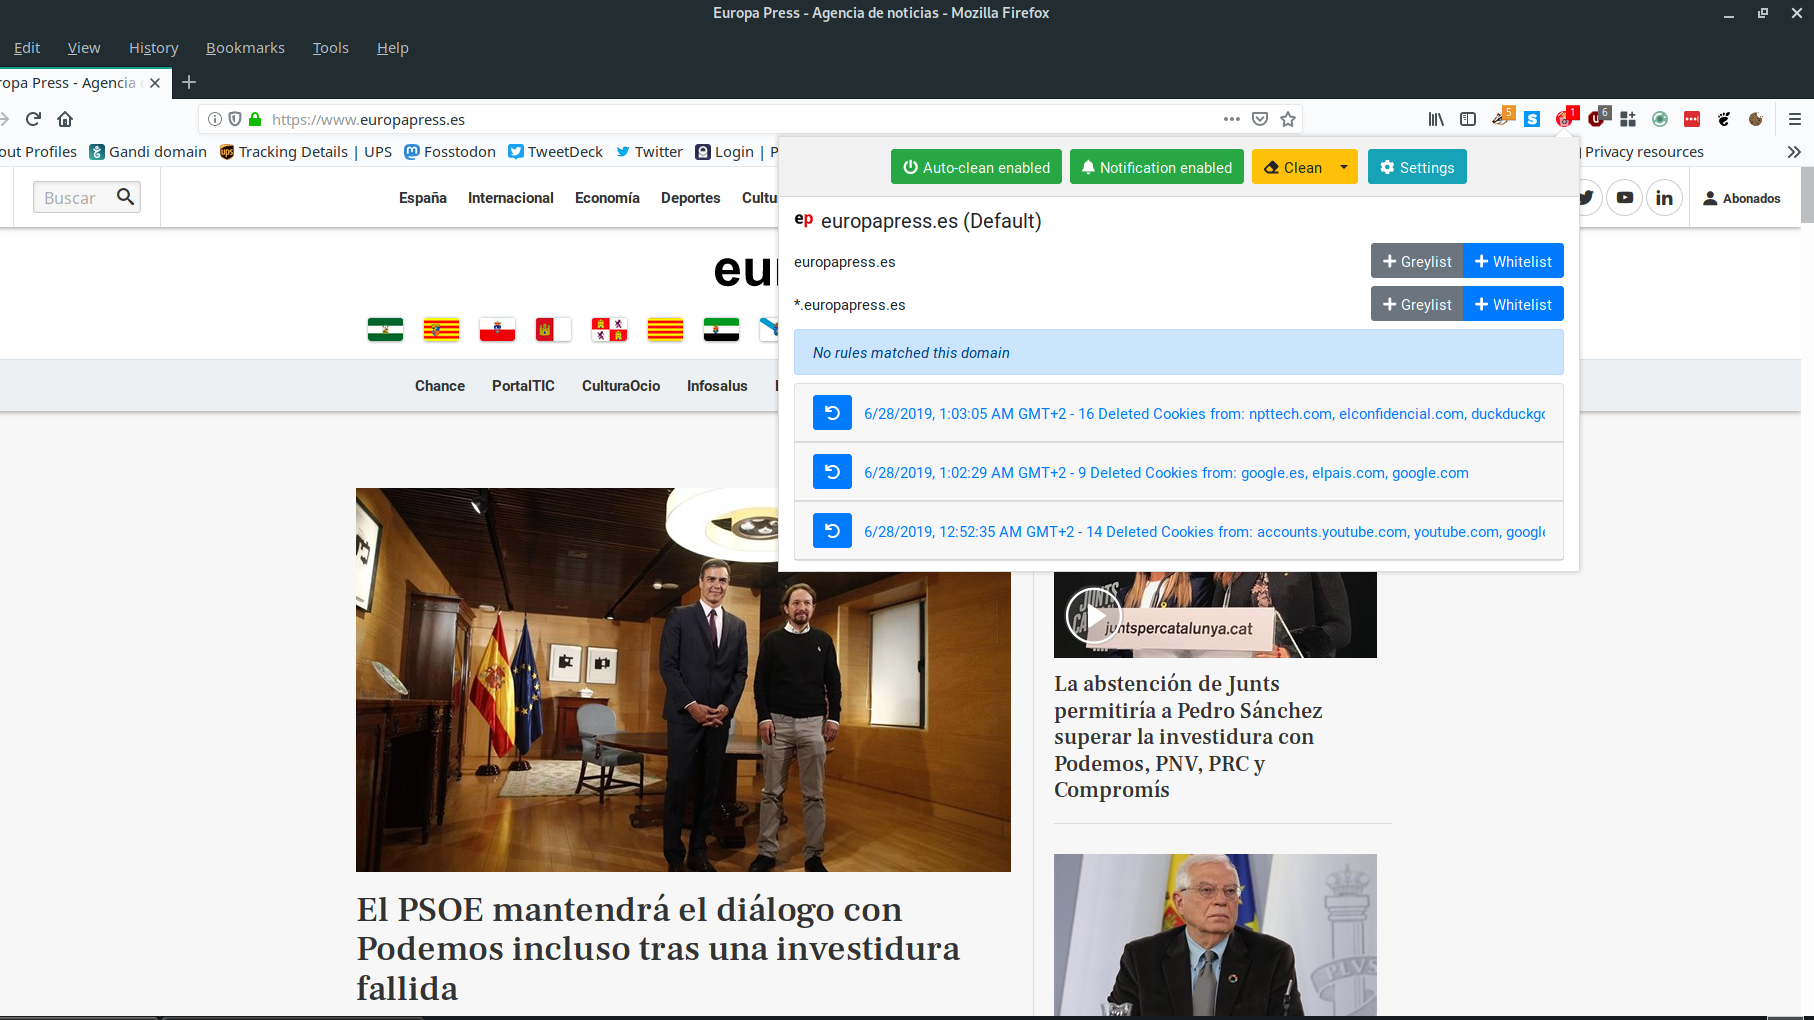 Europa Press - Agencia de noticias - Mozilla Firefox
Edit View History Bookmarks Tools Help
ropa Press - Agencia
https://www.europapress.es
5 1 6
out Profiles Gandi domain Tracking Details | UPS Fosstodon TweetDeck Twitter Login | P Privacy resources
Auto-clean enabled Notification enabled Clean Settings
Buscar España Internacional Economía Deportes Cultu Abonados
ep europapress.es (Default)
europapress.es Greylist Whitelist
*.europapress.es Greylist Whitelist
eur
No rules matched this domain
Chance PortalTIC CulturaOcio Infosalus
6/28/2019, 1:03:05 AM GMT+2 - 16 Deleted Cookies from: npttech.com, elconfidencial.com, duckduckgo
6/28/2019, 1:02:29 AM GMT+2 - 9 Deleted Cookies from: google.es, elpais.com, google.com
6/28/2019, 12:52:35 AM GMT+2 - 14 Deleted Cookies from: accounts.youtube.com, youtube.com, google
JUNTS
juntspercatalunya.cat
La abstención de Junts
permitiría a Pedro Sánchez
superar la investidura con
Podemos, PNV, PRC y
Compromís
El PSOE mantendrá el diálogo con
Podemos incluso tras una investidura
fallida